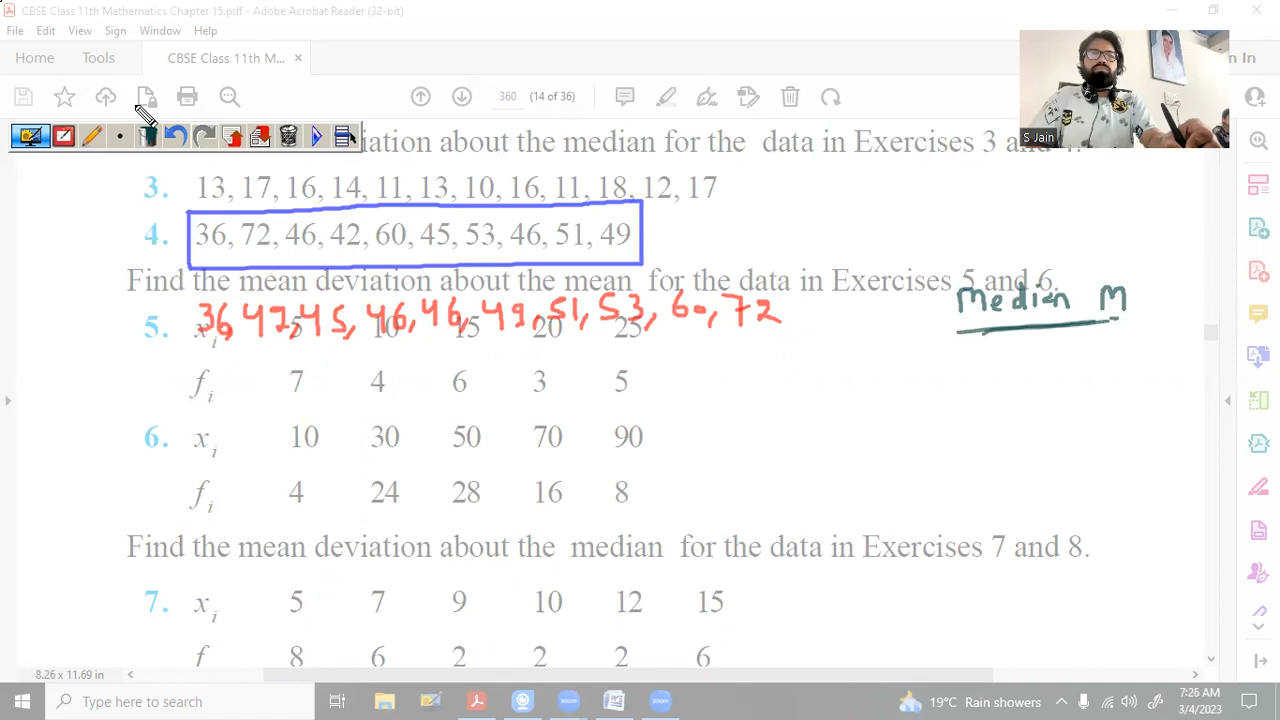 CBSE Class 11th Mathematics Chapter 15.pdf - Adobe Acrobat Reader (32-bit)
File Edit View Sign Window Help
Home Tools CBSE Class 11th M... × In
360 (14 of 36)
S Jain
iation about the median for the data in Exercises 3 and 4.
3. 13, 17, 16, 14, 11, 13, 10, 16, 11, 18, 12, 17
4. 36, 72, 46, 42, 60, 45, 53, 46, 51, 49
Find the mean deviation about the mean for the data in Exercises 5 and 6.
36, 42, 45, 46, 46, 49, 51, 53, 60, 72
Median M
5. xi 5 10 15 20 25
fi 7 4 6 3 5
6. xi 10 30 50 70 90
fi 4 24 28 16 8
Find the mean deviation about the median for the data in Exercises 7 and 8.
7. xi 5 7 9 10 12 15
f 8 6 2 2 2 6
8.26 x 11.69 in
Type here to search
zoom zoom
19°C Rain showers
7:26 AM
3/4/2023